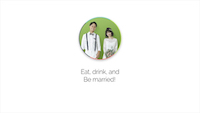 Eat, drink, and
Be married!